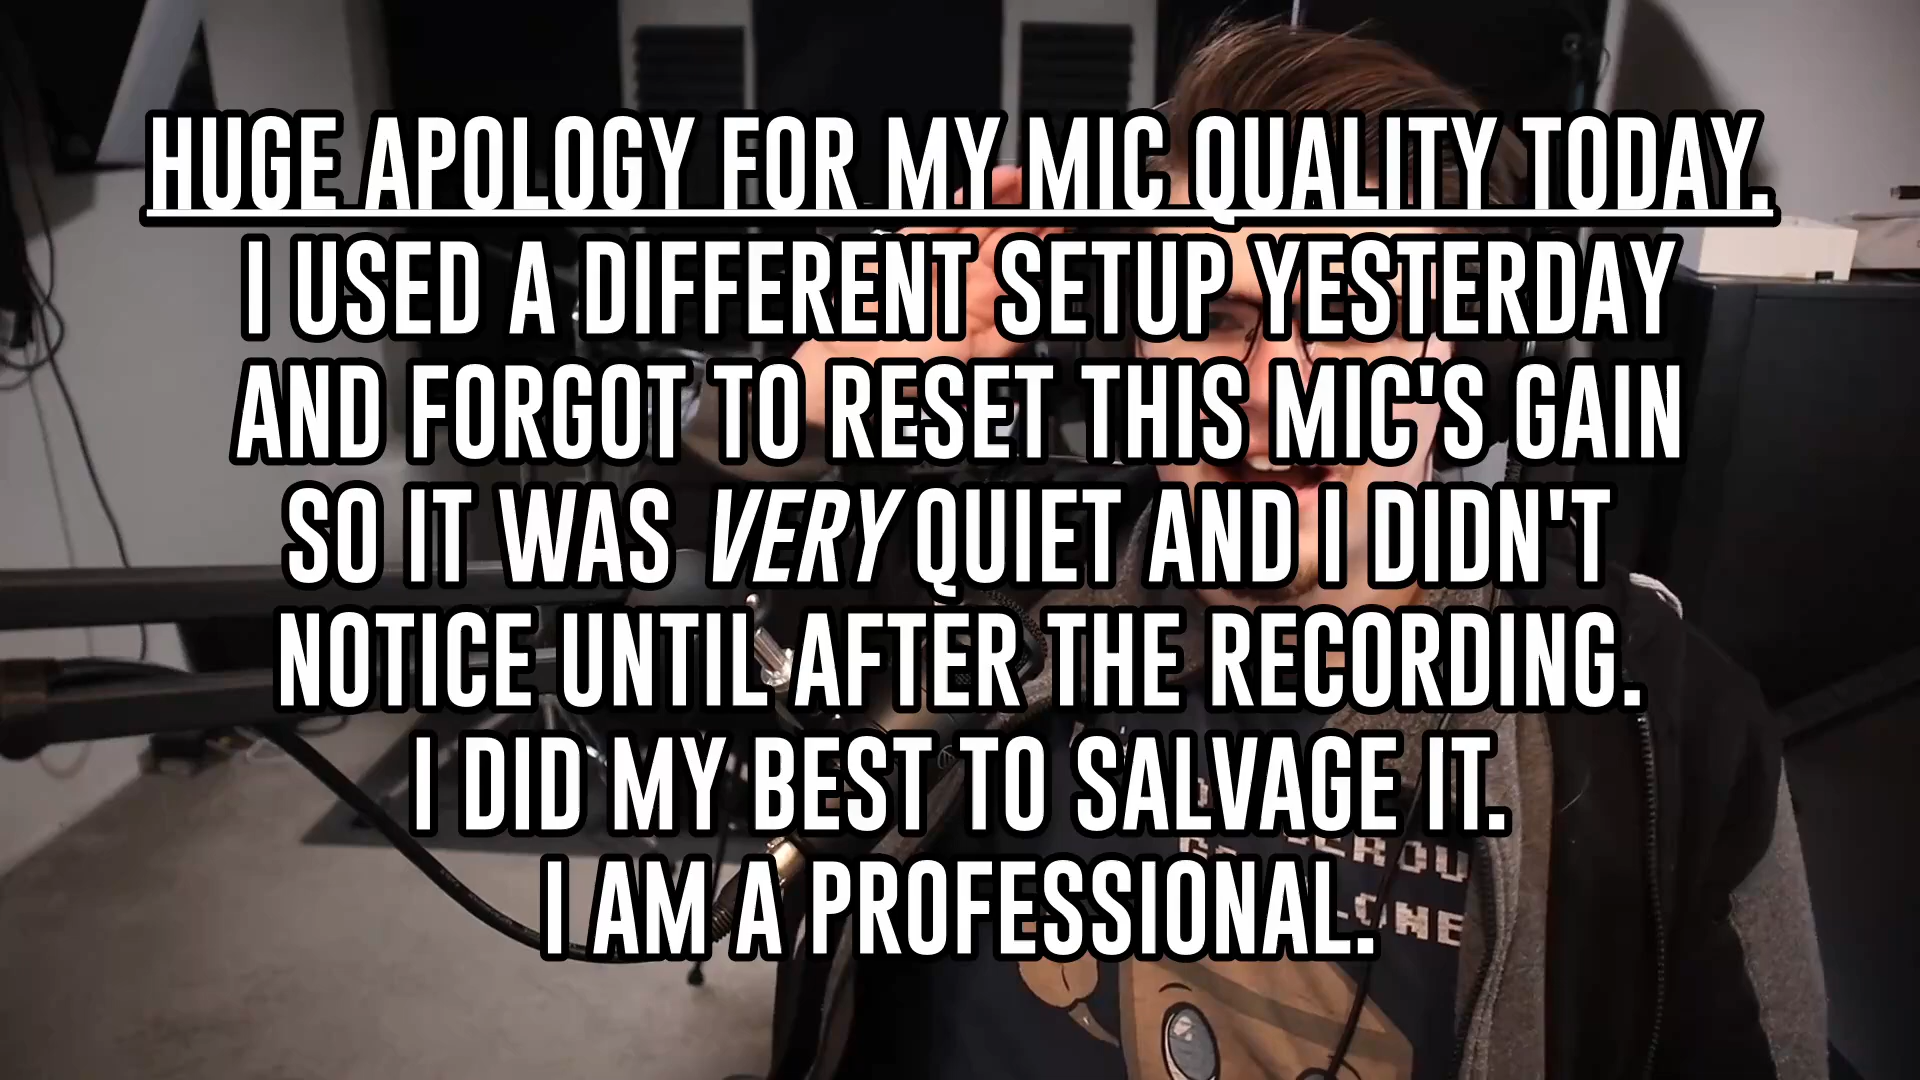 HUGE APOLOGY FOR MY MIC QUALITY TODAY.
I USED A DIFFERENT SETUP YESTERDAY
AND FORGOT TO RESET THIS MIC'S GAIN
SO IT WAS VERY QUIET AND I DIDN'T
NOTICE UNTIL AFTER THE RECORDING.
I DID MY BEST TO SALVAGE IT.
I AM A PROFESSIONAL.